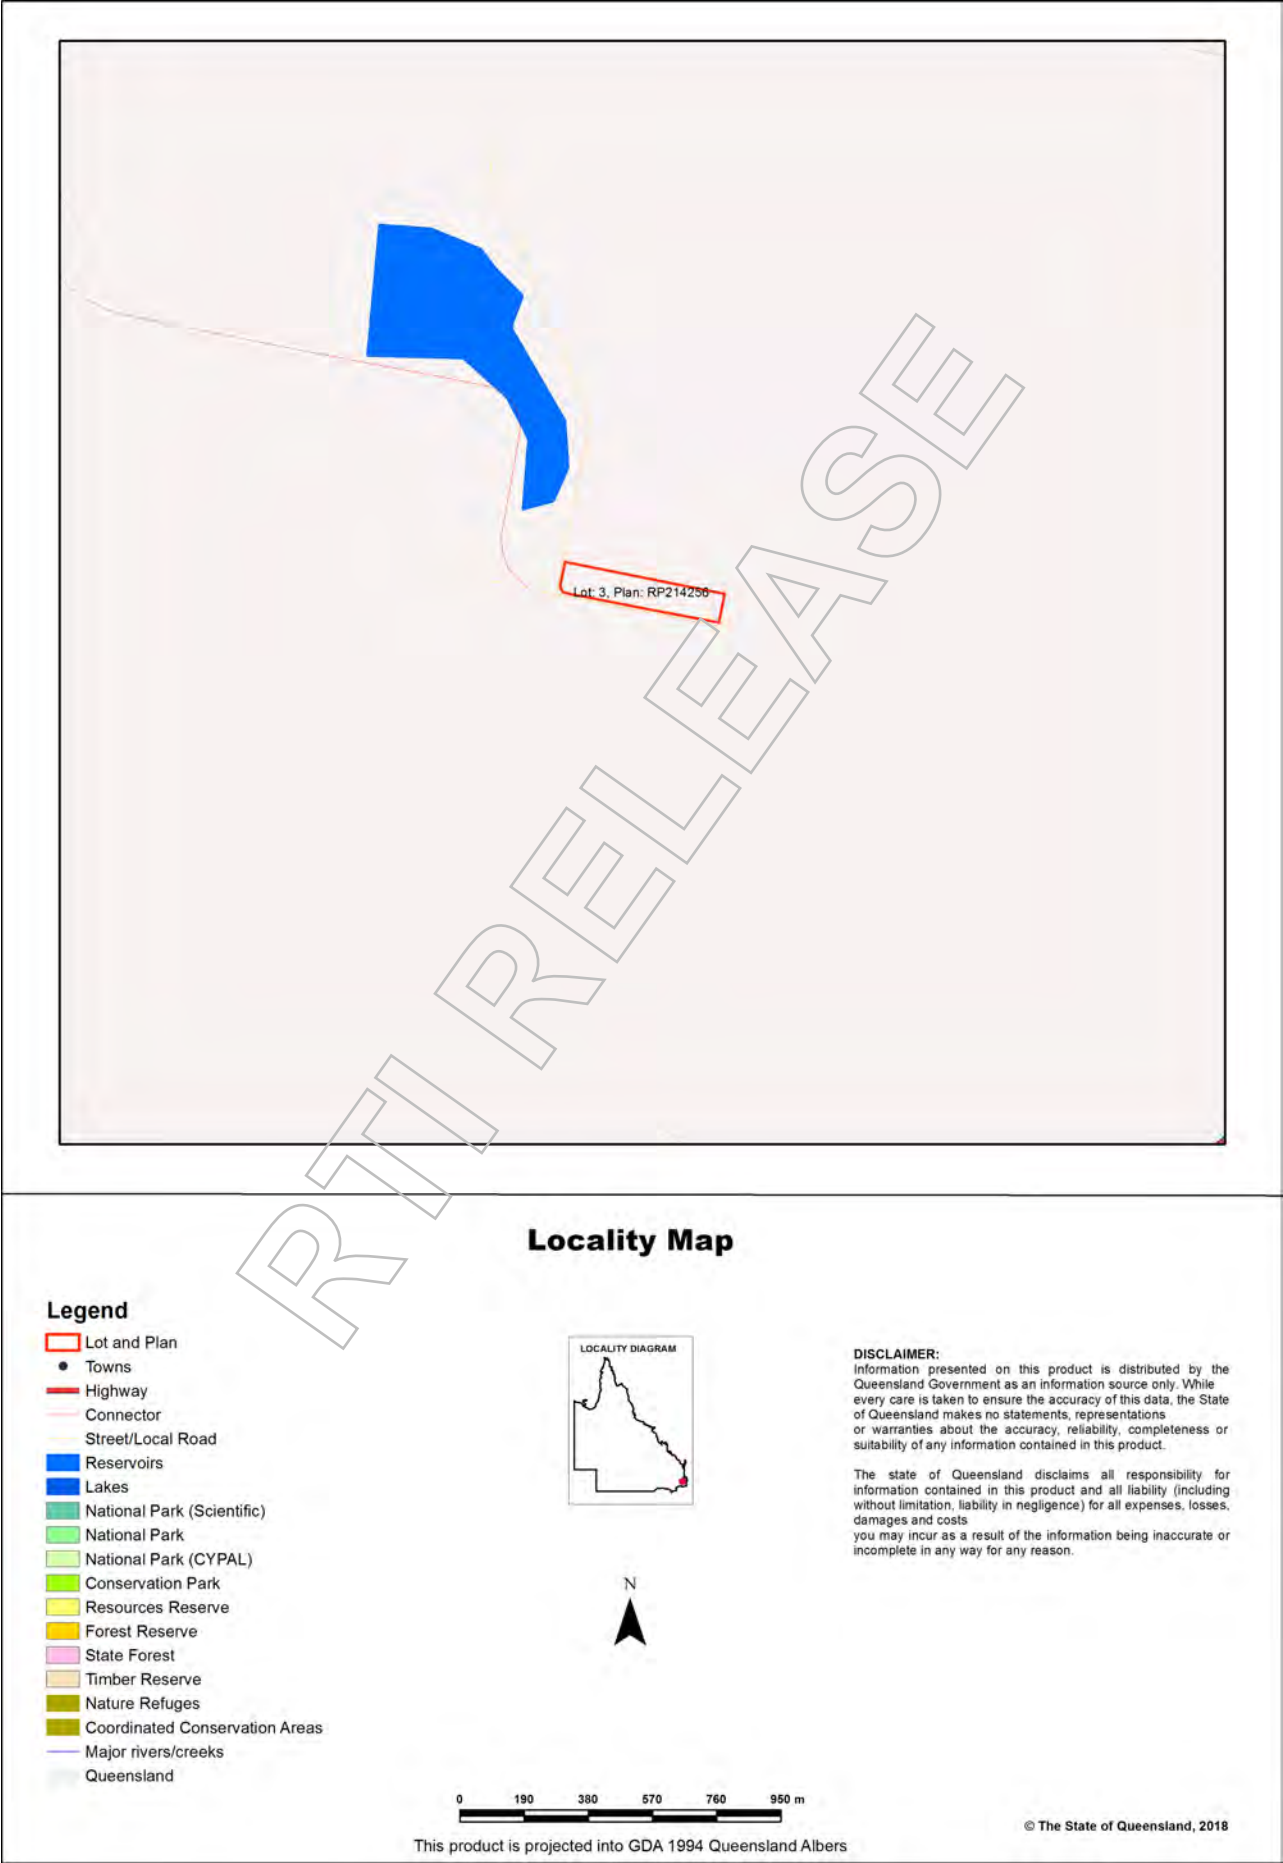 Lot: 3, Plan: RP214256
RTI RELEASE
Locality Map
Legend
Lot and Plan
Towns
Highway
Connector
Street/Local Road
Reservoirs
Lakes
National Park (Scientific)
National Park
National Park (CYPAL)
Conservation Park
Resources Reserve
Forest Reserve
State Forest
Timber Reserve
Nature Refuges
Coordinated Conservation Areas
Major rivers/creeks
Queensland
LOCALITY DIAGRAM
N
0 190 380 570 760 950 m
This product is projected into GDA 1994 Queensland Albers
DISCLAIMER:
Information presented on this product is distributed by the
Queensland Government as an information source only. While
every care is taken to ensure the accuracy of this data, the State
of Queensland makes no statements, representations
or warranties about the accuracy, reliability, completeness or
suitability of any information contained in this product.
The state of Queensland disclaims all responsibility for
information contained in this product and all liability (including
without limitation, liability in negligence) for all expenses, losses,
damages and costs
you may incur as a result of the information being inaccurate or
incomplete in any way for any reason.
© The State of Queensland, 2018